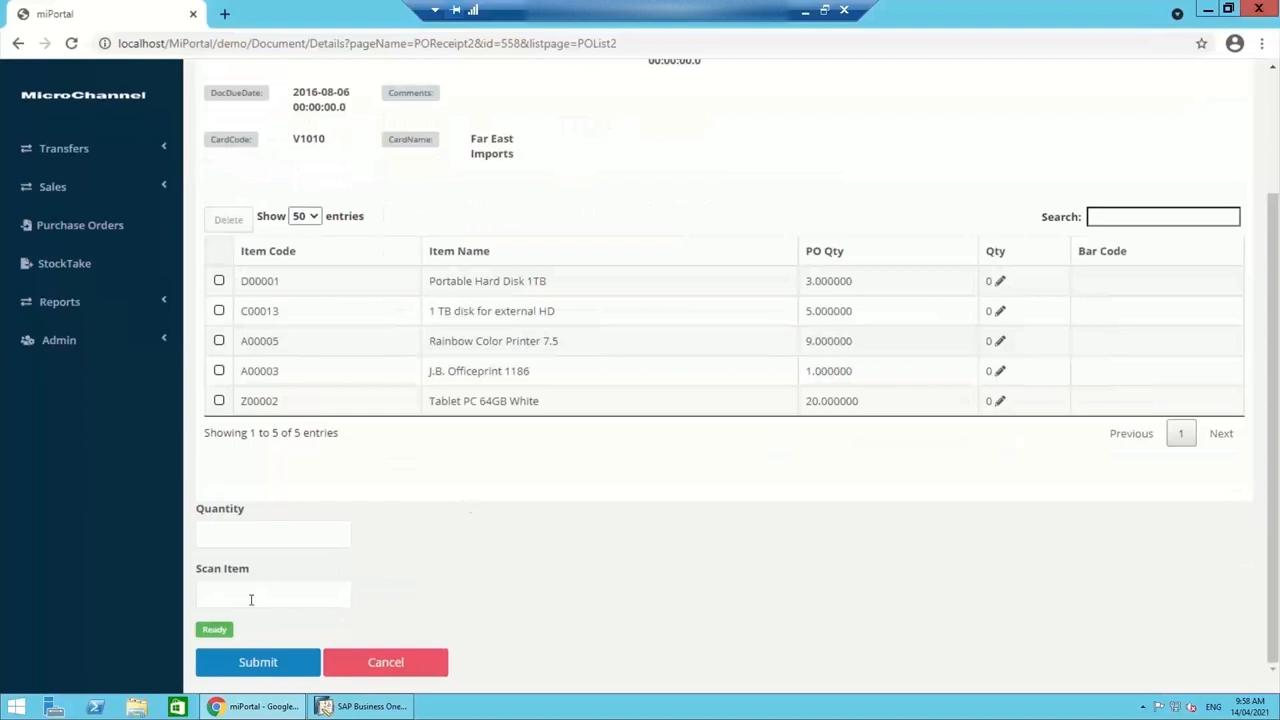 miPortal
localhost/MiPortal/demo/Document/Details?pageName=POReceipt2&id=558&listpage=POList2
MicroChannel
Transfers
Sales
Purchase Orders
StockTake
Reports
Admin
00:00:00.0
DocDueDate: 2016-08-06 Comments:
00:00:00.0
CardCode: V1010 CardName: Far East
Imports
Delete Show 50 entries Search:
Item Code Item Name PO Qty Qty Bar Code
D00001 Portable Hard Disk 1TB 3.000000 0
C00013 1 TB disk for external HD 5.000000 0
A00005 Rainbow Color Printer 7.5 9.000000 0
A00003 J.B. Officeprint 1186 1.000000 0
Z00002 Tablet PC 64GB White 20.000000 0
Showing 1 to 5 of 5 entries Previous 1 Next
Quantity
Scan Item
Ready
Submit Cancel
miPortal - Google... SAP Business One... ENG 9:58 AM
14/04/2021